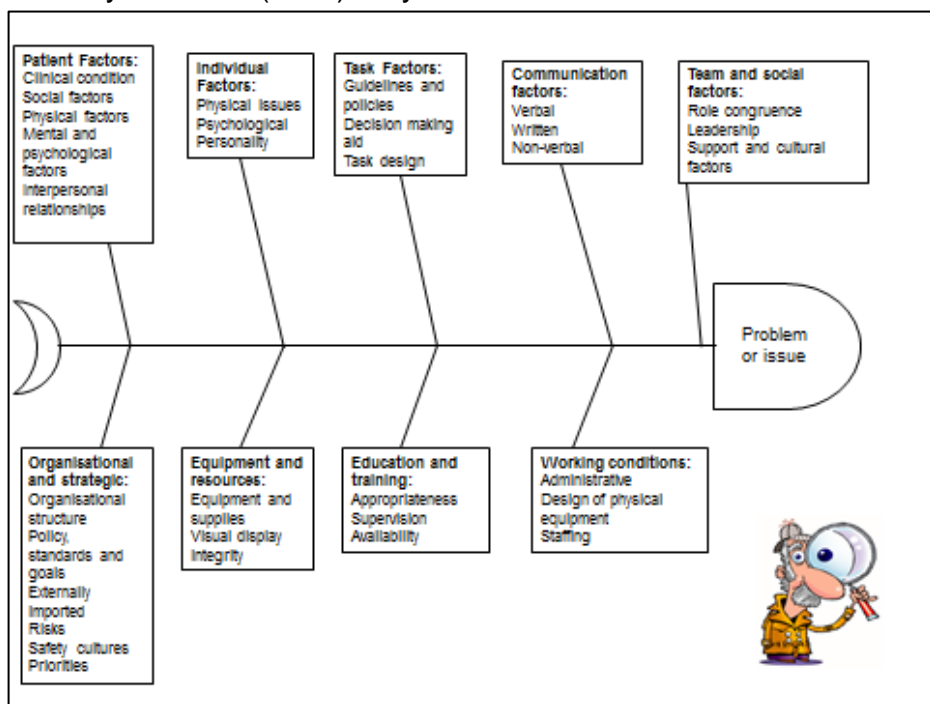 Patient Factors:
Clinical condition
Social factors
Physical factors
Mental and
psychological
factors
Interpersonal
relationships
Individual
Factors:
Physical Issues
Psychological
Personality
Task Factors:
Guidelines and
policies
Decision making
aid
Task design
Communication
factors:
Verbal
Written
Non-verbal
Team and social
factors:
Role congruence
Leadership
Support and cultural
factors
Problem
or issue
Organisational
and strategic:
Organisational
structure
Policy,
standards and
goals
Externally
Imported
Risks
Safety cultures
Priorities
Equipment and
resources:
Equipment and
supplies
Visual display
Integrity
Education and
training:
Appropriateness
Supervision
Availability
Working conditions:
Administrative
Design of physical
equipment
Staffing